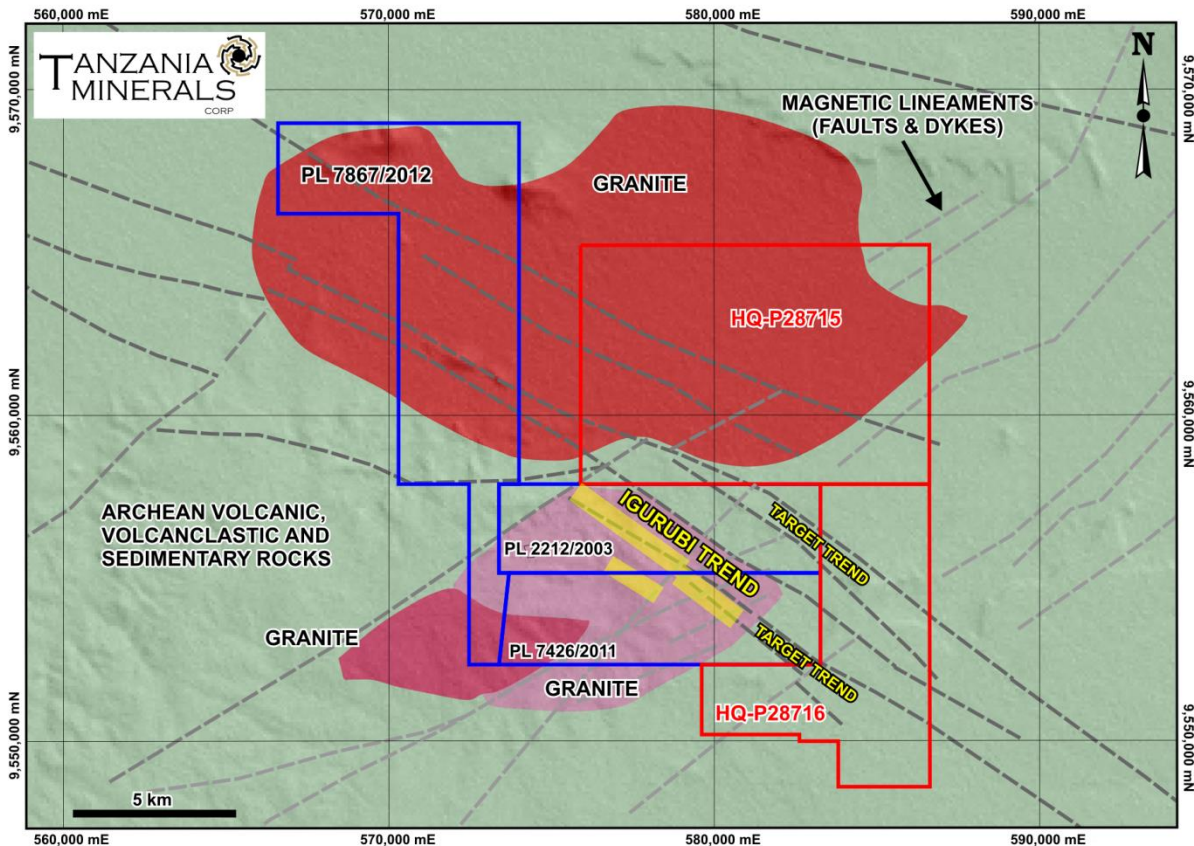 560,000 mE
570,000 mE
580,000 mE
590,000 mE
TANZANIA
MINERALS
CORP
N
9,570,000 mN
9,570,000 mN
MAGNETIC LINEAMENTS
(FAULTS & DYKES)
PL 7867/2012
GRANITE
HQ-P28715
9,560,000 mN
9,560,000 mN
ARCHEAN VOLCANIC,
VOLCANCLASTIC AND
SEDIMENTARY ROCKS
IGURUBI TREND
TARGET TREND
PL 2212/2003
GRANITE
PL 7426/2011
TARGET TREND
GRANITE
HQ-P28716
9,550,000 mN
9,550,000 mN
5 km
560,000 mE
570,000 mE
580,000 mE
590,000 mE